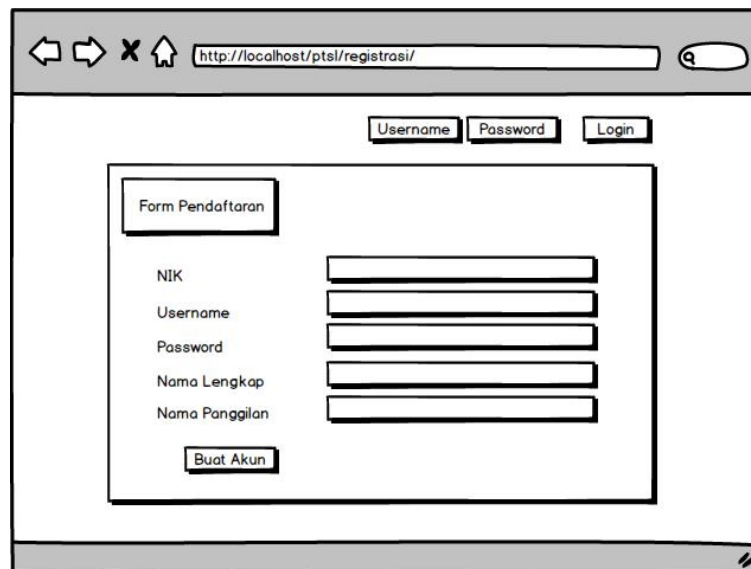 http://localhost/ptsl/registrasi/
Username Password Login
Form Pendaftaran
NIK
Username
Password
Nama Lengkap
Nama Panggilan
Buat Akun